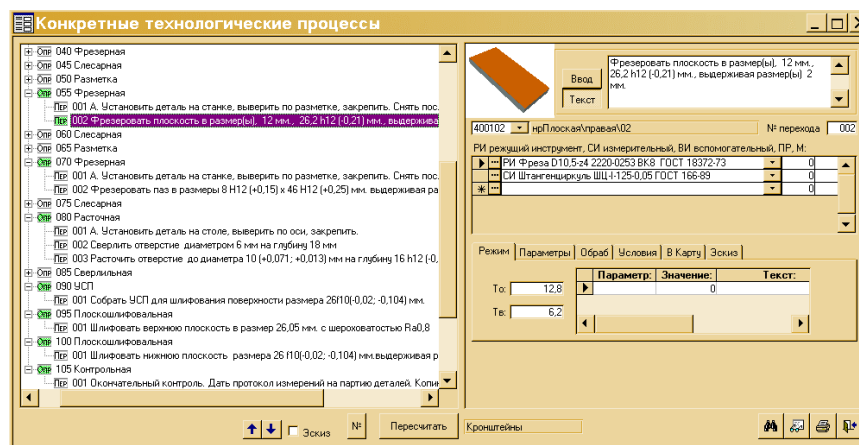 Конкретные технологические процессы
Опр 040 Фрезерная
Опр 045 Слесарная
Опр 050 Разметка
Опр 055 Фрезерная
Пер 001 А. Установить деталь на станке, выверить по разметке, закрепить. Снять пос.
Пер 002 Фрезеровать плоскость в размер(ы), 12 мм., 26,2 h12 (-0,21) мм., выдержива
Опр 060 Слесарная
Опр 065 Разметка
Опр 070 Фрезерная
Пер 001 А. Установить деталь на станке, выверить по разметке, закрепить. Снять пос.
Пер 002 Фрезеровать паз в размеры 8 H12 (+0,15) х 46 H12 (+0,25) мм. выдерживая ра
Опр 075 Слесарная
Опр 080 Расточная
Пер 001 А. Установить деталь на столе, выверить по оси, закрепить.
Пер 002 Сверлить отверстие диаметром 6 мм на глубину 18 мм
Пер 003 Расточить отверстие до диаметра 10 (+0,071; +0,013) мм на глубину 16 h12 (-0,
Опр 085 Сверлильная
Опр 090 УСП
Пер 001 Собрать УСП для шлифования поверхности размера 26f10(-0,02; -0,104) мм.
Опр 095 Плоскошлифовальная
Пер 001 Шлифовать верхнюю плоскость в размер 26,05 мм. с шероховатостью Ra0,8
Опр 100 Плоскошлифовальная
Пер 001 Шлифовать нижнюю плоскость размера 26 f10(-0,02; -0,104) мм.выдерживая р
Опр 105 Контрольная
Пер 001 Окончательный контроль. Дать протокол измерений на партию деталей. Копи
Эскиз
№
Пересчитать
Ввод
Текст
Фрезеровать плоскость в размер(ы), 12 мм.,
26,2 h12 (-0,21) мм., выдерживая размер(ы) 2
мм.
400102 нрПлоская\правая\02 № перехода 002
РИ режущий инструмент, СИ измерительный, ВИ вспомогательный, ПР, М:
РИ Фреза D10,5-z4 2220-0253 ВК8 ГОСТ 18372-73 0
СИ Штангенциркуль ШЦ-I-125-0,05 ГОСТ 166-89 0
0
Режим Параметры Обраб Условия В Карту Эскиз
То: 12,8
Тв: 6,2
Параметр: Значение: Текст:
0
Кронштейны